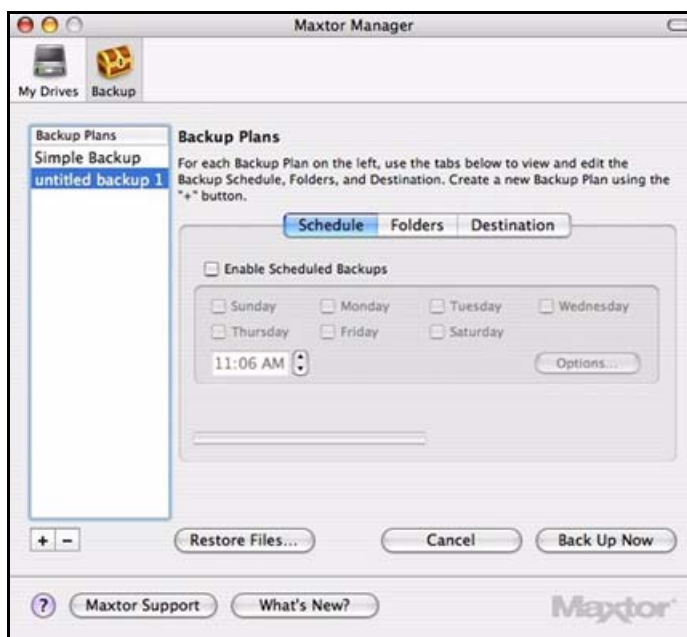 Maxtor Manager
My Drives
Backup
Backup Plans
Simple Backup
untitled backup 1
Backup Plans
For each Backup Plan on the left, use the tabs below to view and edit the
Backup Schedule, Folders, and Destination. Create a new Backup Plan using the
"+" button.
Schedule
Folders
Destination
Enable Scheduled Backups
Sunday
Monday
Tuesday
Wednesday
Thursday
Friday
Saturday
11:06 AM
Options...
+
−
Restore Files...
Cancel
Back Up Now
?
Maxtor Support
What's New?
Maxtor